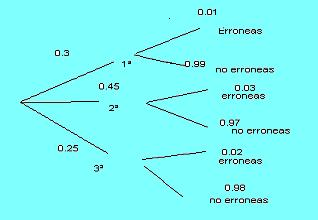 0.01
Erroneas
0.3
1ª
0.99
no erroneas
0.45
2ª
0.03
erroneas
0.97
no erroneas
0.25
3ª
0.02
erroneas
0.98
no erroneas